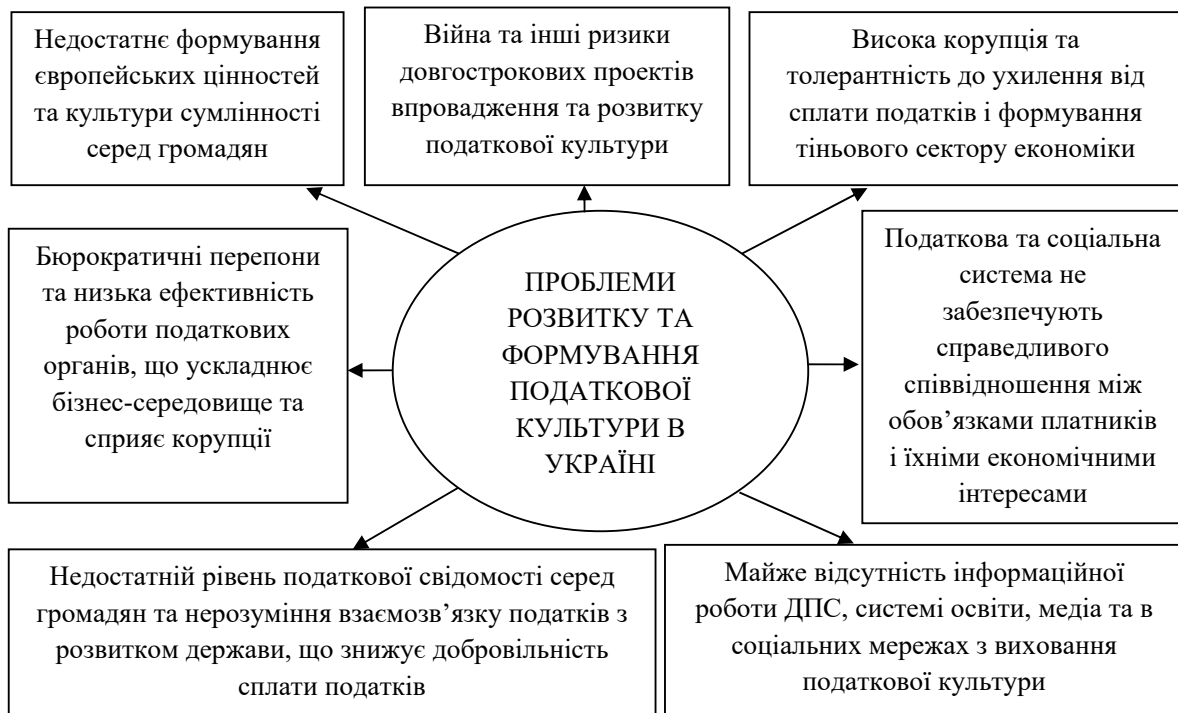 Недостатнє формування
європейських цінностей
та культури сумлінності
серед громадян
Війна та інші ризики
довгострокових проектів
впровадження та розвитку
податкової культури
Висока корупція та
толерантність до ухилення від
сплати податків і формування
тіньового сектору економіки
Бюрократичні перепони
та низька ефективність
роботи податкових
органів, що ускладнює
бізнес-середовище та
сприяє корупції
ПРОБЛЕМИ
РОЗВИТКУ ТА
ФОРМУВАННЯ
ПОДАТКОВОЇ
КУЛЬТУРИ В
УКРАЇНІ
Податкова та соціальна
система не
забезпечують
справедливого
співвідношення між
обов’язками платників
і їхніми економічними
інтересами
Недостатній рівень податкової свідомості серед
громадян та нерозуміння взаємозв’язку податків з
розвитком держави, що знижує добровільність
сплати податків
Майже відсутність інформаційної
роботи ДПС, системі освіти, медіа та в
соціальних мережах з виховання
податкової культури